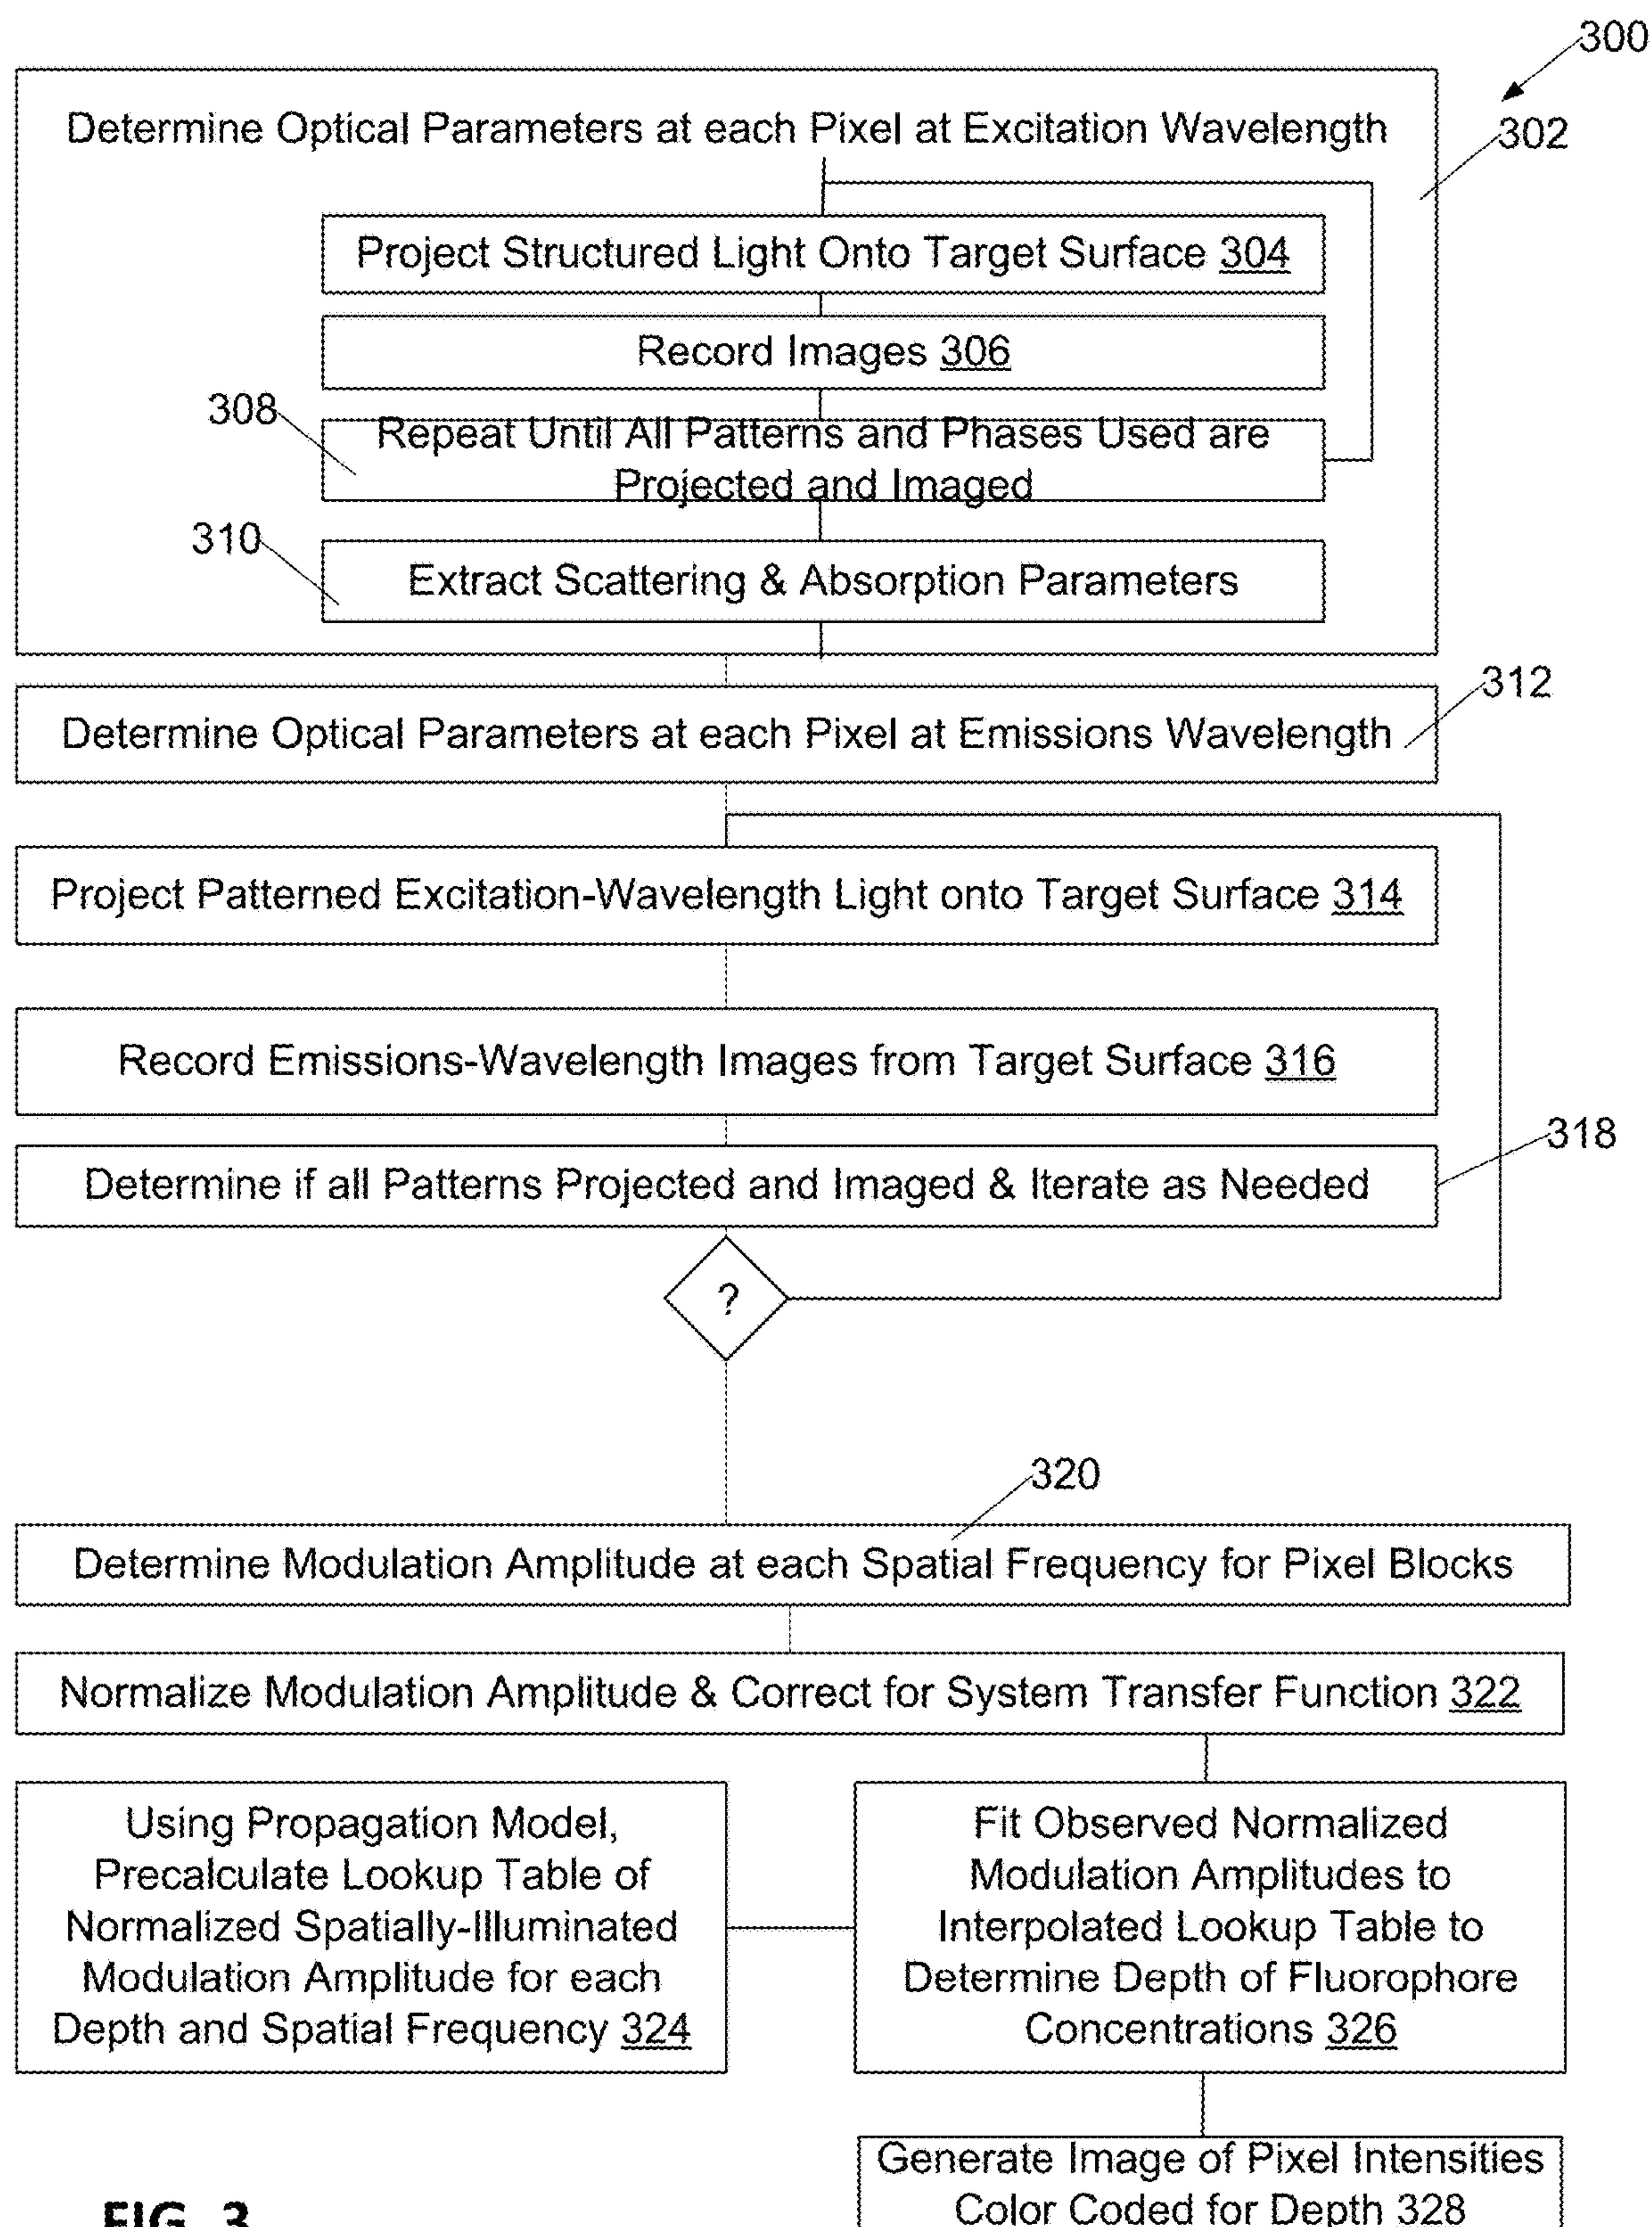 300
Determine Optical Parameters at each Pixel at Excitation Wavelength
302
Project Structured Light Onto Target Surface 304
Record Images 306
308
Repeat Until All Patterns and Phases Used are
Projected and Imaged
310
Extract Scattering & Absorption Parameters
312
Determine Optical Parameters at each Pixel at Emissions Wavelength
Project Patterned Excitation-Wavelength Light onto Target Surface 314
Record Emissions-Wavelength Images from Target Surface 316
318
Determine if all Patterns Projected and Imaged & Iterate as Needed
?
320
Determine Modulation Amplitude at each Spatial Frequency for Pixel Blocks
Normalize Modulation Amplitude & Correct for System Transfer Function 322
Using Propagation Model,
Precalculate Lookup Table of
Normalized Spatially-Illuminated
Modulation Amplitude for each
Depth and Spatial Frequency 324
Fit Observed Normalized
Modulation Amplitudes to
Interpolated Lookup Table to
Determine Depth of Fluorophore
Concentrations 326
Generate Image of Pixel Intensities
Color Coded for Depth 328
FIG. 3